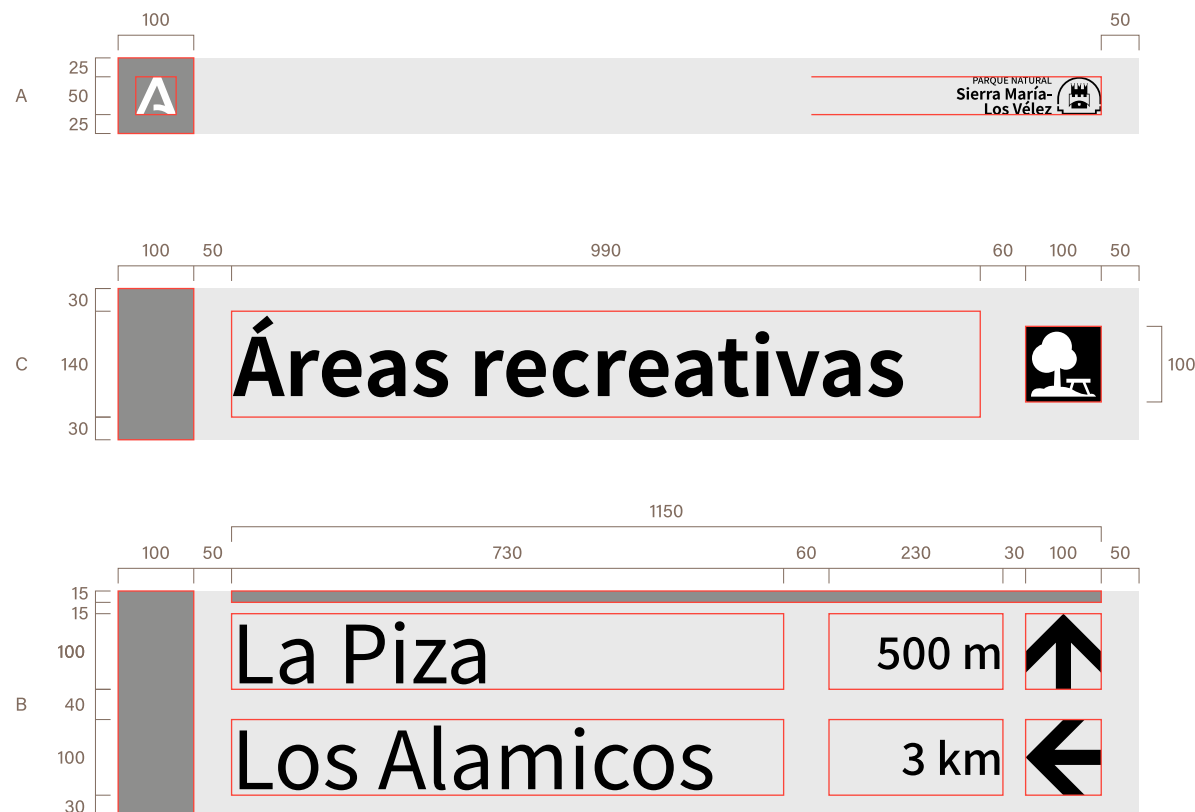 100
50
25
A
50
25
A
PARQUE NATURAL
Sierra María-
Los Vélez
100
50
990
60
100
50
30
C
140
30
Áreas recreativas
100
1150
100
50
730
60
230
30
100
50
15
15
100
La Piza
500 m
40
B
100
Los Alamicos
3 km
30